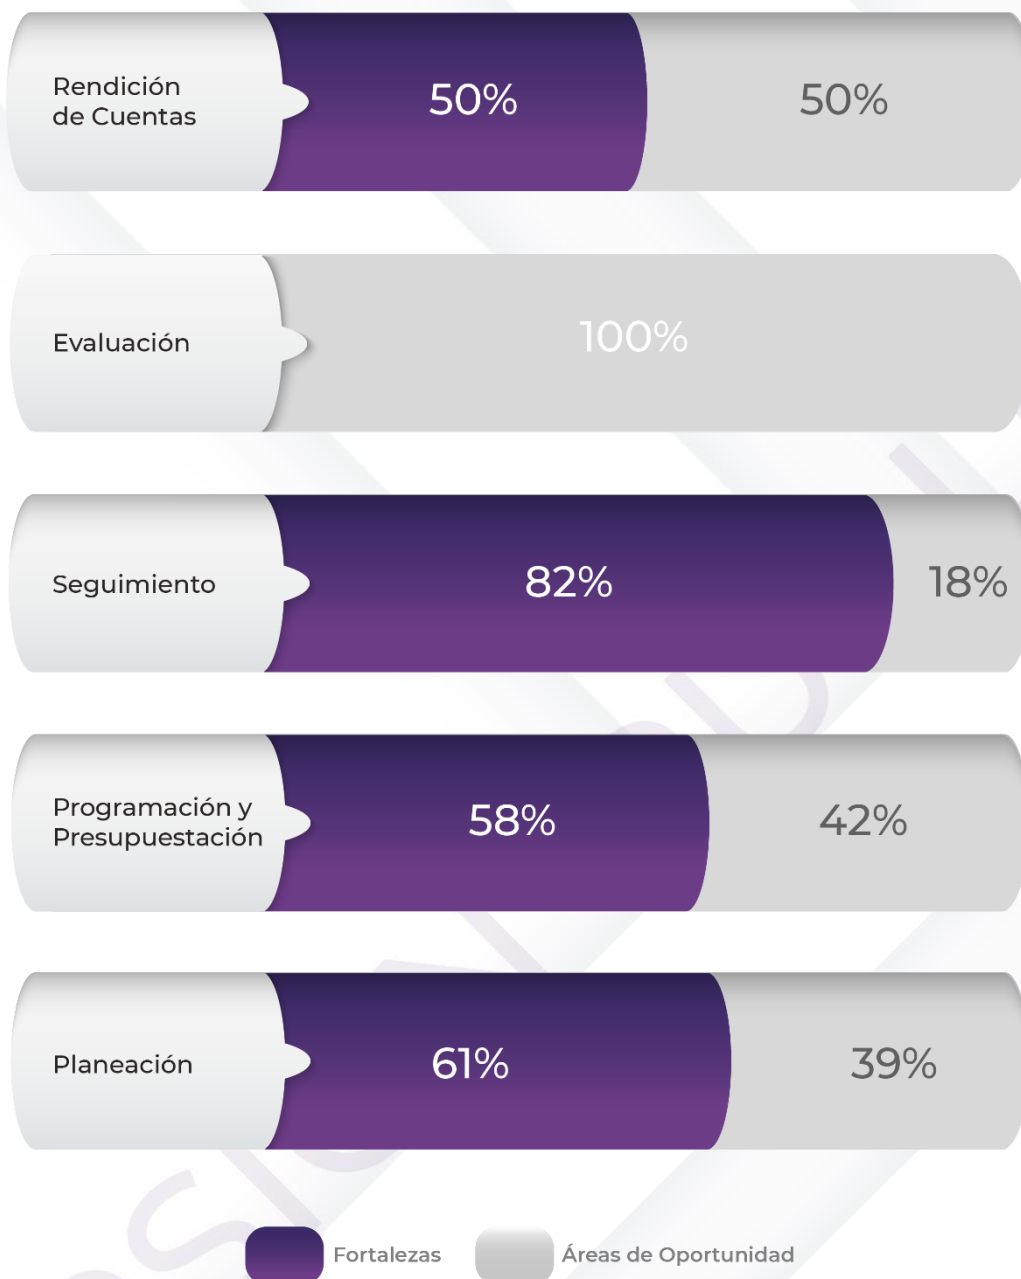 Rendición
de Cuentas
50%
50%
Evaluación
100%
Seguimiento
82%
18%
Programación y
Presupuestación
58%
42%
Planeación
61%
39%
Fortalezas
Áreas de Oportunidad